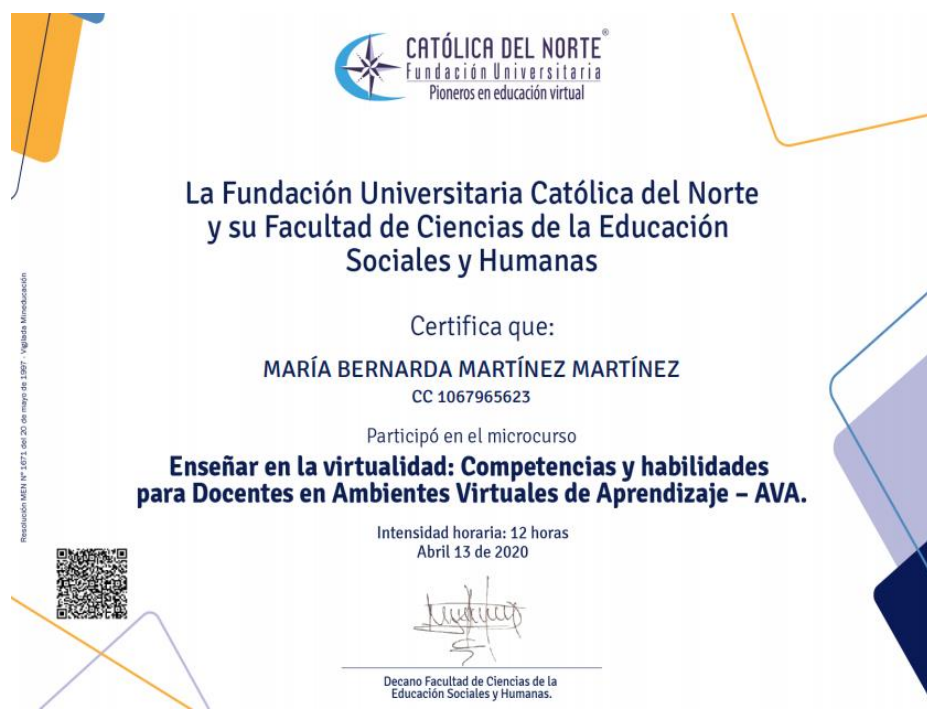 CATÓLICA DEL NORTE®
Fundación Universitaria
Pioneros en educación virtual
La Fundación Universitaria Católica del Norte
y su Facultad de Ciencias de la Educación
Sociales y Humanas
Certifica que:
MARÍA BERNARDA MARTÍNEZ MARTÍNEZ
CC 1067965623
Participó en el microcurso
Enseñar en la virtualidad: Competencias y habilidades
para Docentes en Ambientes Virtuales de Aprendizaje – AVA.
Intensidad horaria: 12 horas
Abril 13 de 2020
Decano Facultad de Ciencias de la
Educación Sociales y Humanas.
Resolución MEN N° 1671 del 20 de mayo de 1997 - Vigilada Mineducación